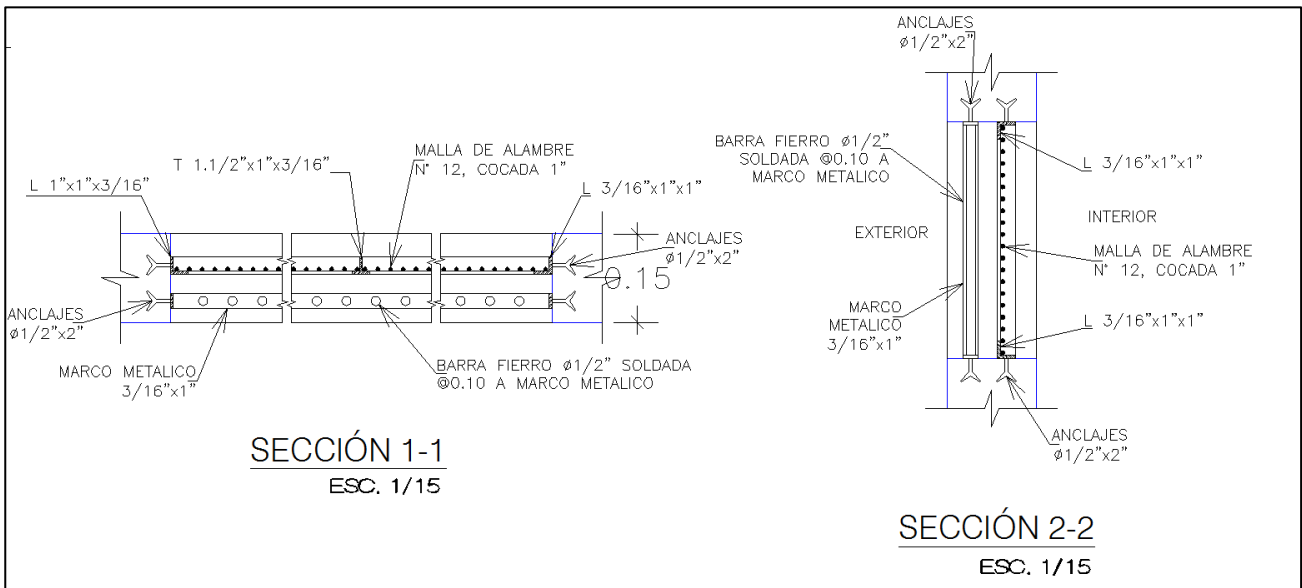 T 1.1/2"x1"x3/16"
MALLA DE ALAMBRE
N° 12, COCADA 1"
L 1"x1"x3/16"
L 3/16"x1"x1"
ANCLAJES
ø1/2"x2"
0.15
ANCLAJES
ø1/2"x2"
MARCO METALICO
3/16"x1"
BARRA FIERRO ø1/2" SOLDADA
@0.10 A MARCO METALICO
SECCIÓN 1-1
ESC. 1/15
ANCLAJES
ø1/2"x2"
BARRA FIERRO ø1/2"
SOLDADA @0.10 A
MARCO METALICO
L 3/16"x1"x1"
EXTERIOR
INTERIOR
MALLA DE ALAMBRE
N° 12, COCADA 1"
MARCO
METALICO
3/16"x1"
L 3/16"x1"x1"
ANCLAJES
ø1/2"x2"
SECCIÓN 2-2
ESC. 1/15